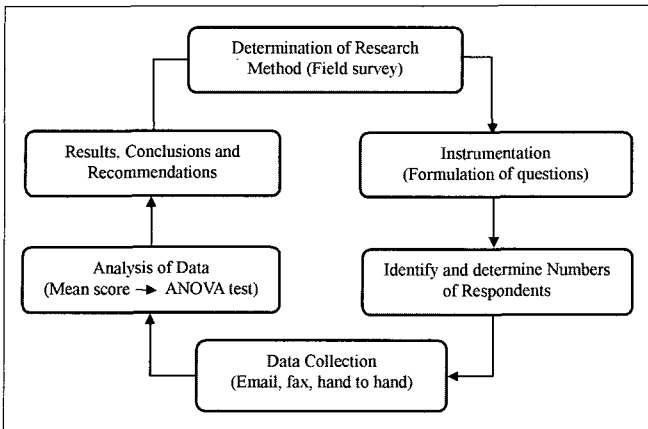 Determination of Research
Method (Field survey)
Instrumentation
(Formulation of questions)
Identify and determine Numbers
of Respondents
Data Collection
(Email, fax, hand to hand)
Analysis of Data
(Mean score → ANOVA test)
Results, Conclusions and
Recommendations